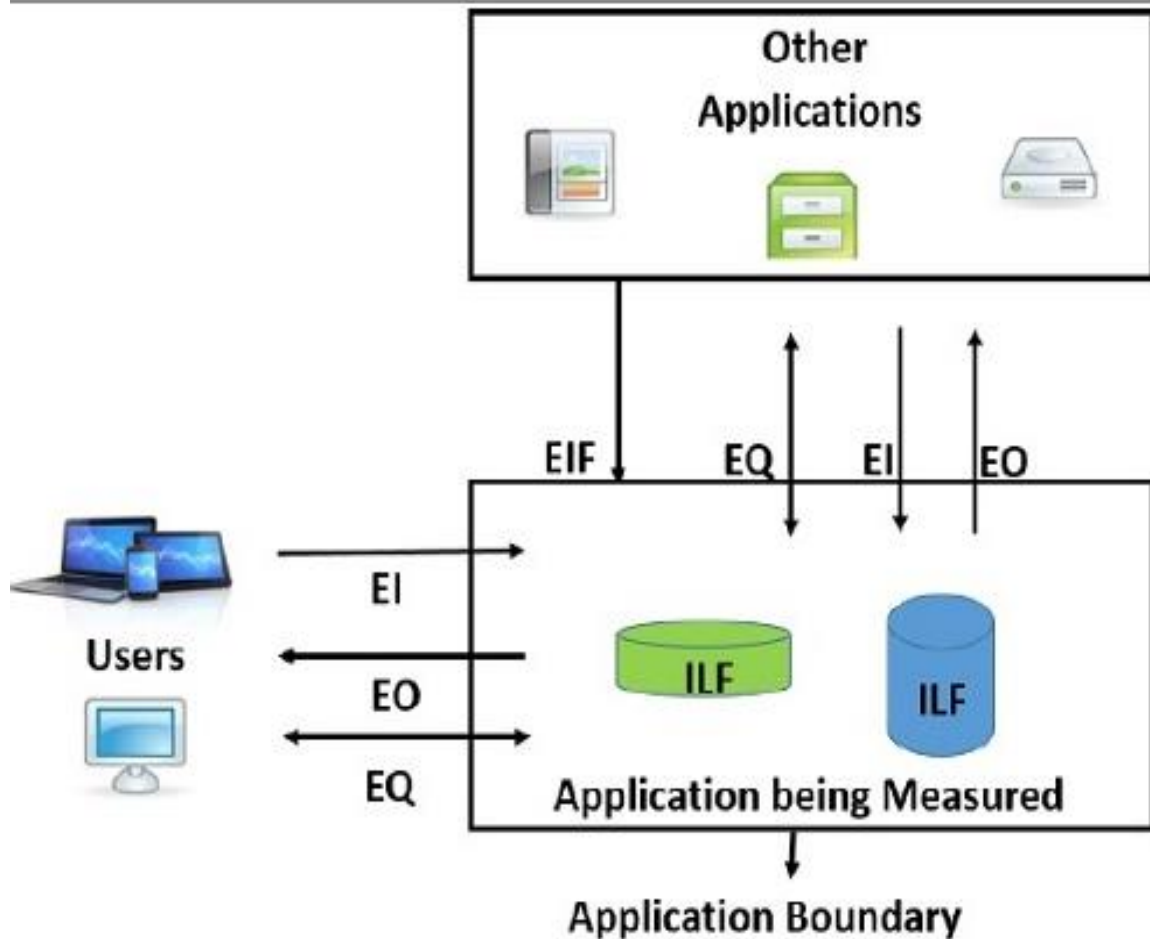 Other
Applications
EIF
EQ
EI
EO
EI
Users
EO
EQ
ILF
ILF
Application being Measured
Application Boundary